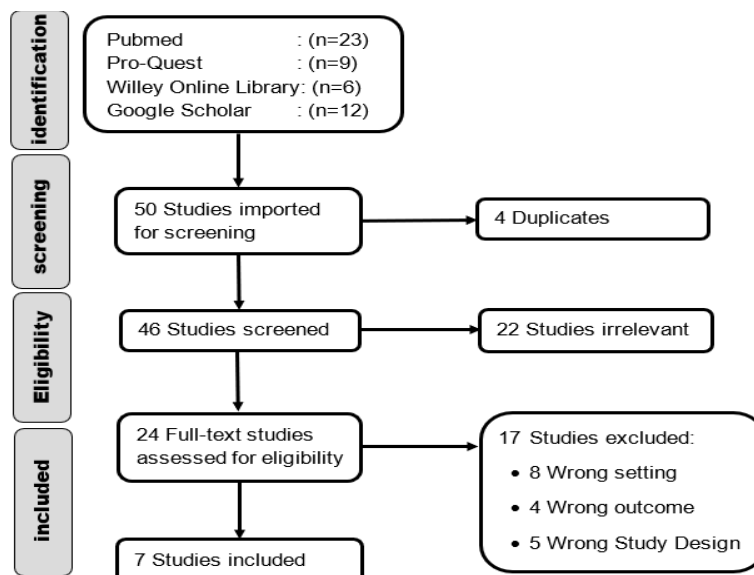 identification
Pubmed : (n=23)
Pro-Quest : (n=9)
Willey Online Library: (n=6)
Google Scholar : (n=12)
screening
50 Studies imported
for screening
4 Duplicates
Eligibility
46 Studies screened
22 Studies irrelevant
included
24 Full-text studies
assessed for eligibility
17 Studies excluded:
• 8 Wrong setting
• 4 Wrong outcome
• 5 Wrong Study Design
7 Studies included